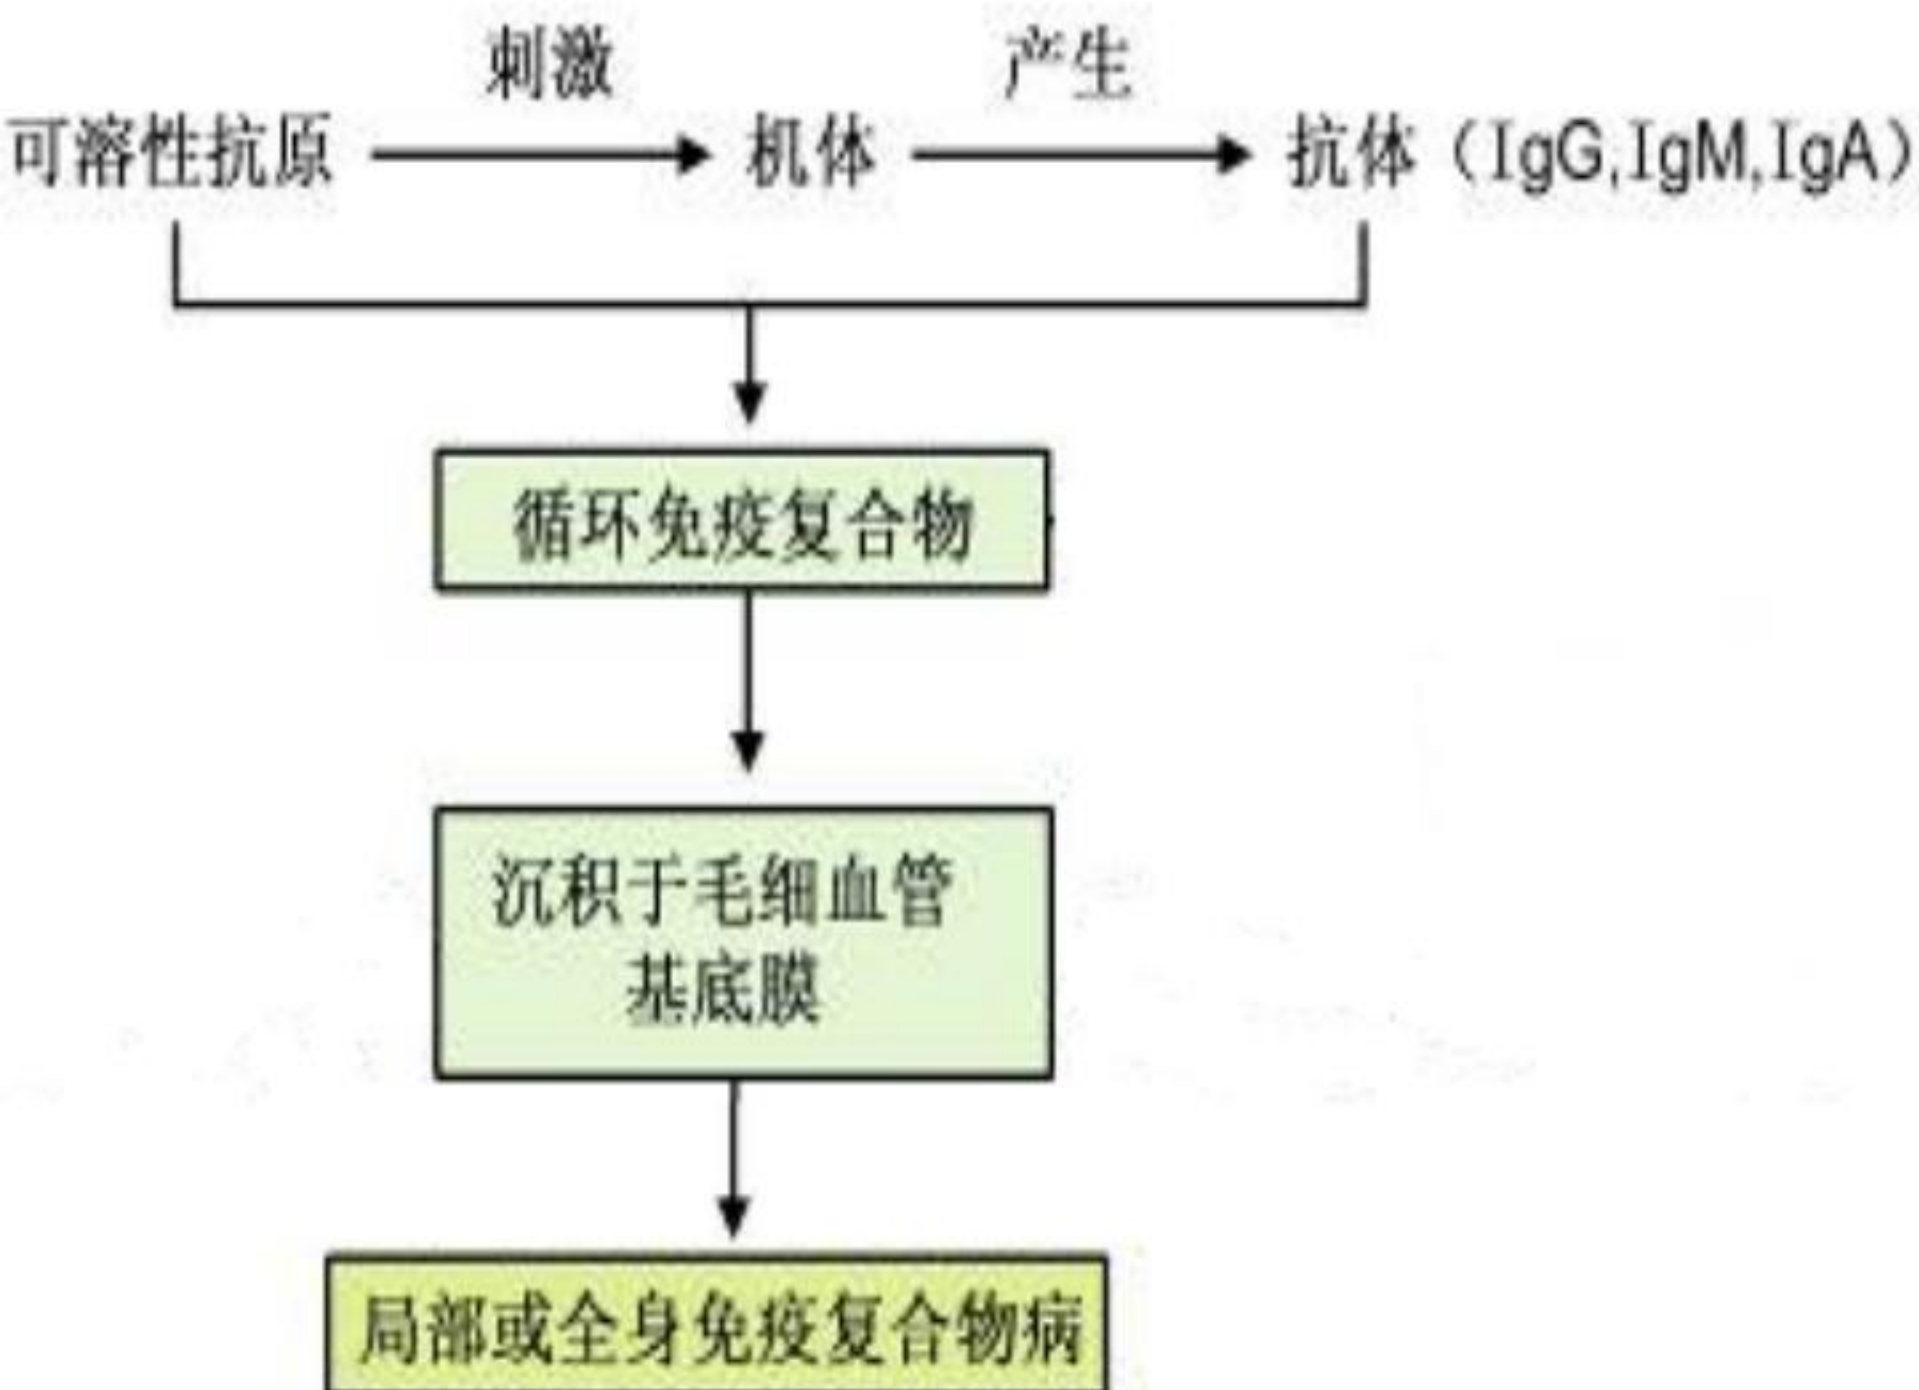 刺激 产生
可溶性抗原 机体 抗体（IgG,IgM,IgA）
循环免疫复合物
沉积于毛细血管
基底膜
局部或全身免疫复合物病